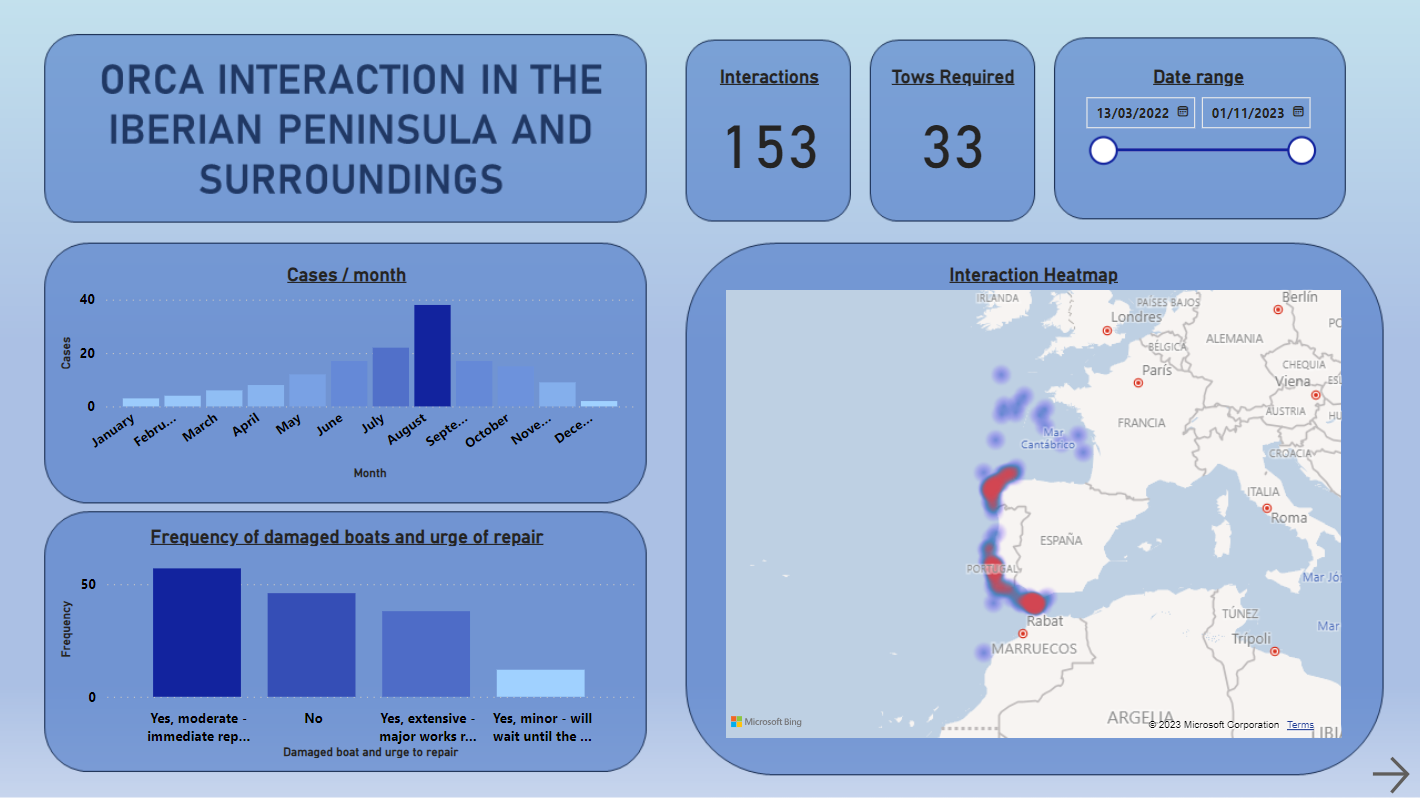 ORCA INTERACTION IN THE
IBERIAN PENINSULA AND
SURROUNDINGS
Interactions
153
Tows Required
33
Date range
13/03/2022
01/11/2023
Cases / month
40
20
0
Cases
January
Febru...
March
April
May
June
July
August
Septe...
October
Nove...
Dece...
Month
Frequency of damaged boats and urge of repair
50
0
Frequency
Yes, moderate -
immediate rep...
No
Yes, extensive -
major works r...
Yes, minor - will
wait until the ...
Damaged boat and urge to repair
Interaction Heatmap
IRLANDA
PAÍSES BAJOS
Berlín
Londres
PO
BÉLGICA
ALEMANIA
París
CHEQUIA
Viena
ESL
AUSTRIA
HU
FRANCIA
Mar
Cantábrico
CROACIA
ITALIA
Roma
ESPAÑA
PORTUGAL
Mar Jó
Rabat
TÚNEZ
Mar
Trípoli
MARRUECOS
ARGELIA
LIBI
Microsoft Bing
© 2023 Microsoft Corporation Terms